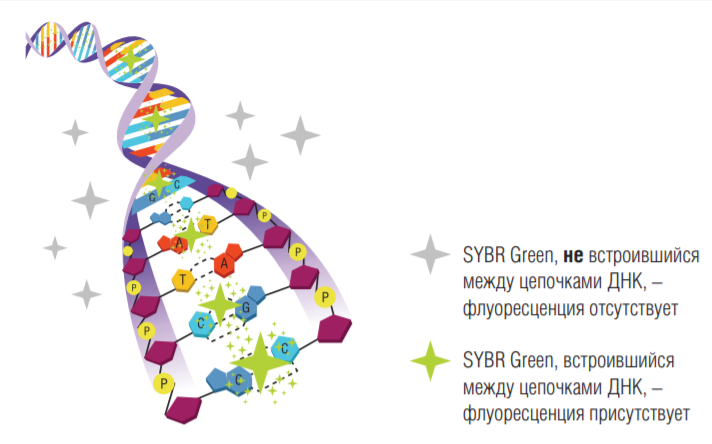 G C
P
T
P
A
A
P
T
P
P
G
C
P
C
C
P
SYBR Green, не встроившийся
между цепочками ДНК, –
флуоресценция отсутствует
SYBR Green, встроившийся
между цепочками ДНК, –
флуоресценция присутствует